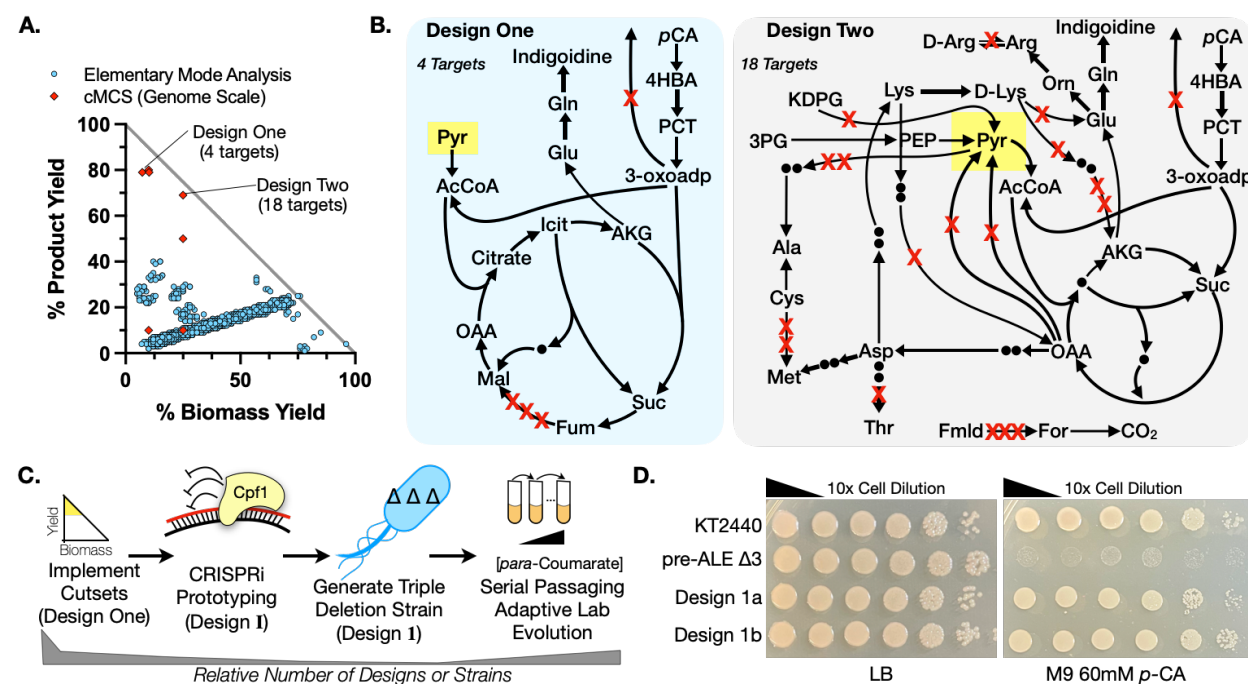 A.
Elementary Mode Analysis
cMCS (Genome Scale)
100
80
60
40
20
0
% Product Yield
Design One
(4 targets)
Design Two
(18 targets)
0
50
100
% Biomass Yield
B.
Design One
4 Targets
Indigoidine
Gln
Glu
pCA
4HBA
PCT
3-oxoadp
X
Pyr
AcCoA
Icit
AKG
Citrate
OAA
Mal
Suc
X X X
Fum
Design Two
18 Targets
D-Arg
X
Arg
Indigoidine
pCA
KDPG
X
Lys
D-Lys
X
Orn
Gln
Glu
X
4HBA
PCT
3PG
PEP
Pyr
X
3-oxoadp
X X
AcCoA
X
X
Ala
X
X
X
AKG
Suc
Cys
X
X
Met
Asp
OAA
X
Thr
Fmld
XXX
For
CO2
C.
Yield
Biomass
Implement
Cutsets
(Design One)
Cpf1
CRISPRi
Prototyping
(Design I)
Δ Δ Δ
Generate Triple
Deletion Strain
(Design 1)
...
[para-Coumarate]
Serial Passaging
Adaptive Lab
Evolution
Relative Number of Designs or Strains
D.
10x Cell Dilution
10x Cell Dilution
KT2440
pre-ALE Δ3
Design 1a
Design 1b
LB
M9 60mM p-CA